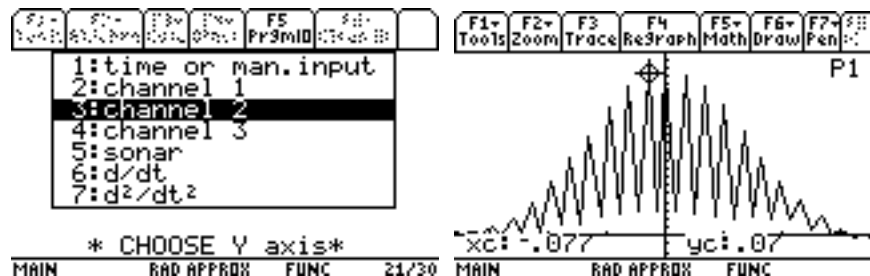 F5
PrgmIO
1:time or man.input
2:channel 1
3:channel 2
4:channel 3
5:sonar
6:d/dt
7:d²/dt²
* CHOOSE Y axis*
MAIN RAD APPROX FUNC 21/30
F1 F2 F3 F4 F5 F6 F7
Tools Zoom Trace ReGraph Math Draw Pen
P1
xc:-.077 yc:.07
MAIN RAD APPROX FUNC